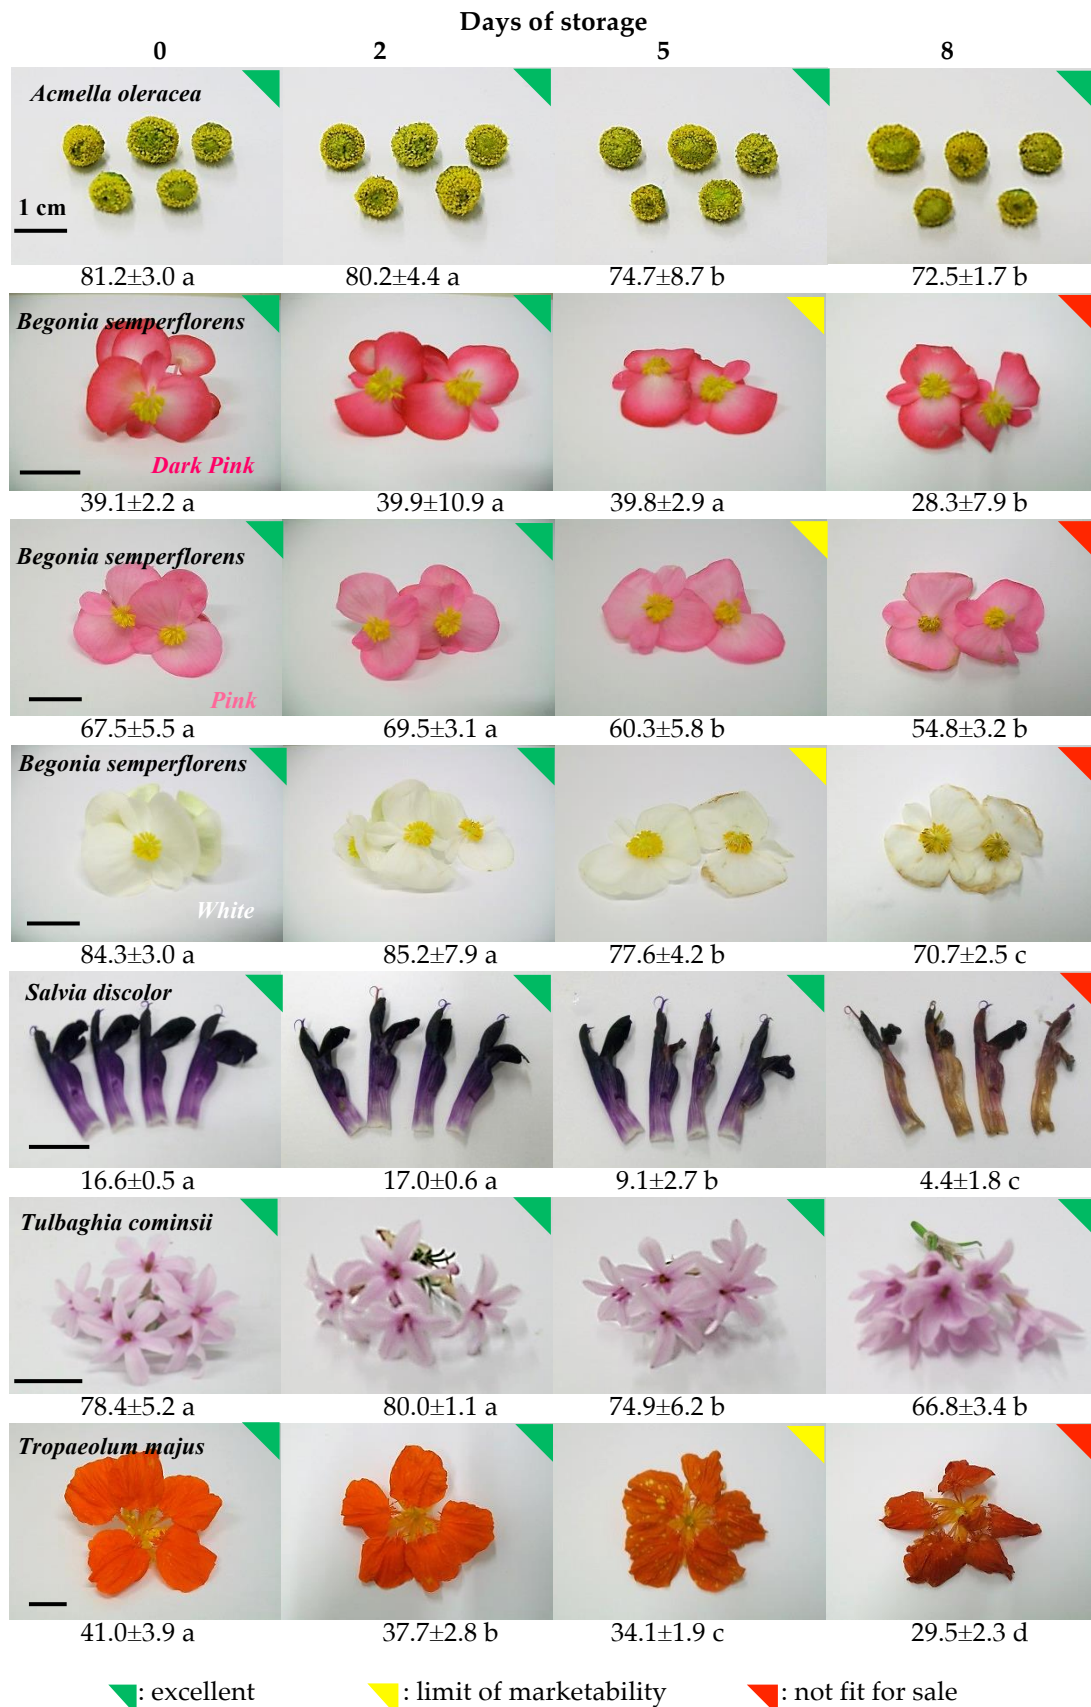 Days of storage
0 2 5 8
Acmella oleracea
1 cm
81.2±3.0 a 80.2±4.4 a 74.7±8.7 b 72.5±1.7 b
Begonia semperflorens
Dark Pink
39.1±2.2 a 39.9±10.9 a 39.8±2.9 a 28.3±7.9 b
Begonia semperflorens
Pink
67.5±5.5 a 69.5±3.1 a 60.3±5.8 b 54.8±3.2 b
Begonia semperflorens
White
84.3±3.0 a 85.2±7.9 a 77.6±4.2 b 70.7±2.5 c
Salvia discolor
16.6±0.5 a 17.0±0.6 a 9.1±2.7 b 4.4±1.8 c
Tulbaghia cominsii
78.4±5.2 a 80.0±1.1 a 74.9±6.2 b 66.8±3.4 b
Tropaeolum majus
41.0±3.9 a 37.7±2.8 b 34.1±1.9 c 29.5±2.3 d
: excellent : limit of marketability : not fit for sale